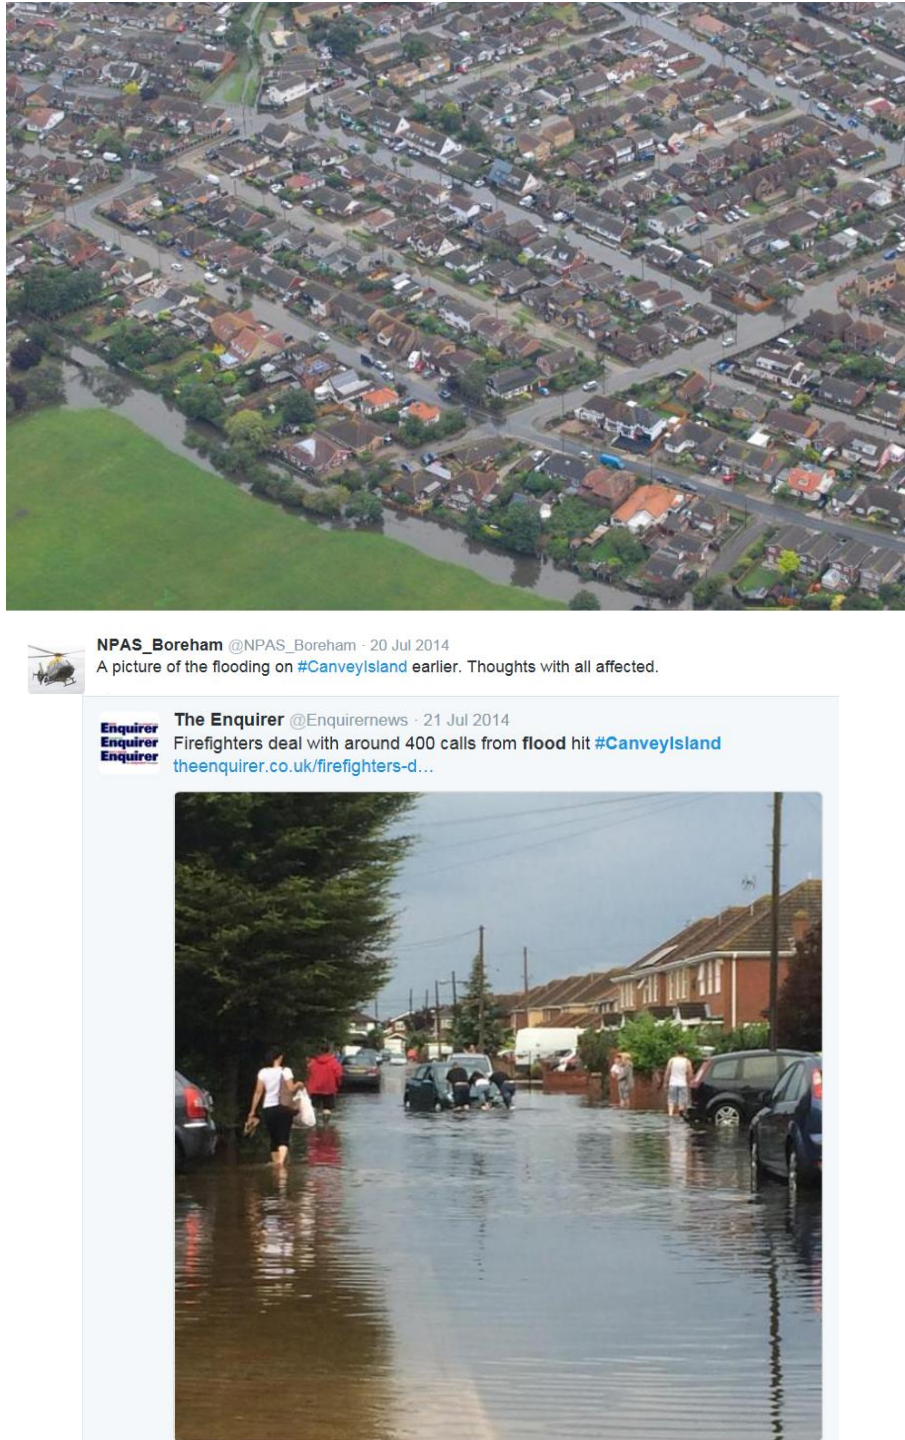 NPAS_Boreham @NPAS_Boreham · 20 Jul 2014
A picture of the flooding on #CanveyIsland earlier. Thoughts with all affected.
Enquirer
Enquirer
Enquirer
The Enquirer @Enquirernews · 21 Jul 2014
Firefighters deal with around 400 calls from flood hit #CanveyIsland
theenquirer.co.uk/firefighters-d…